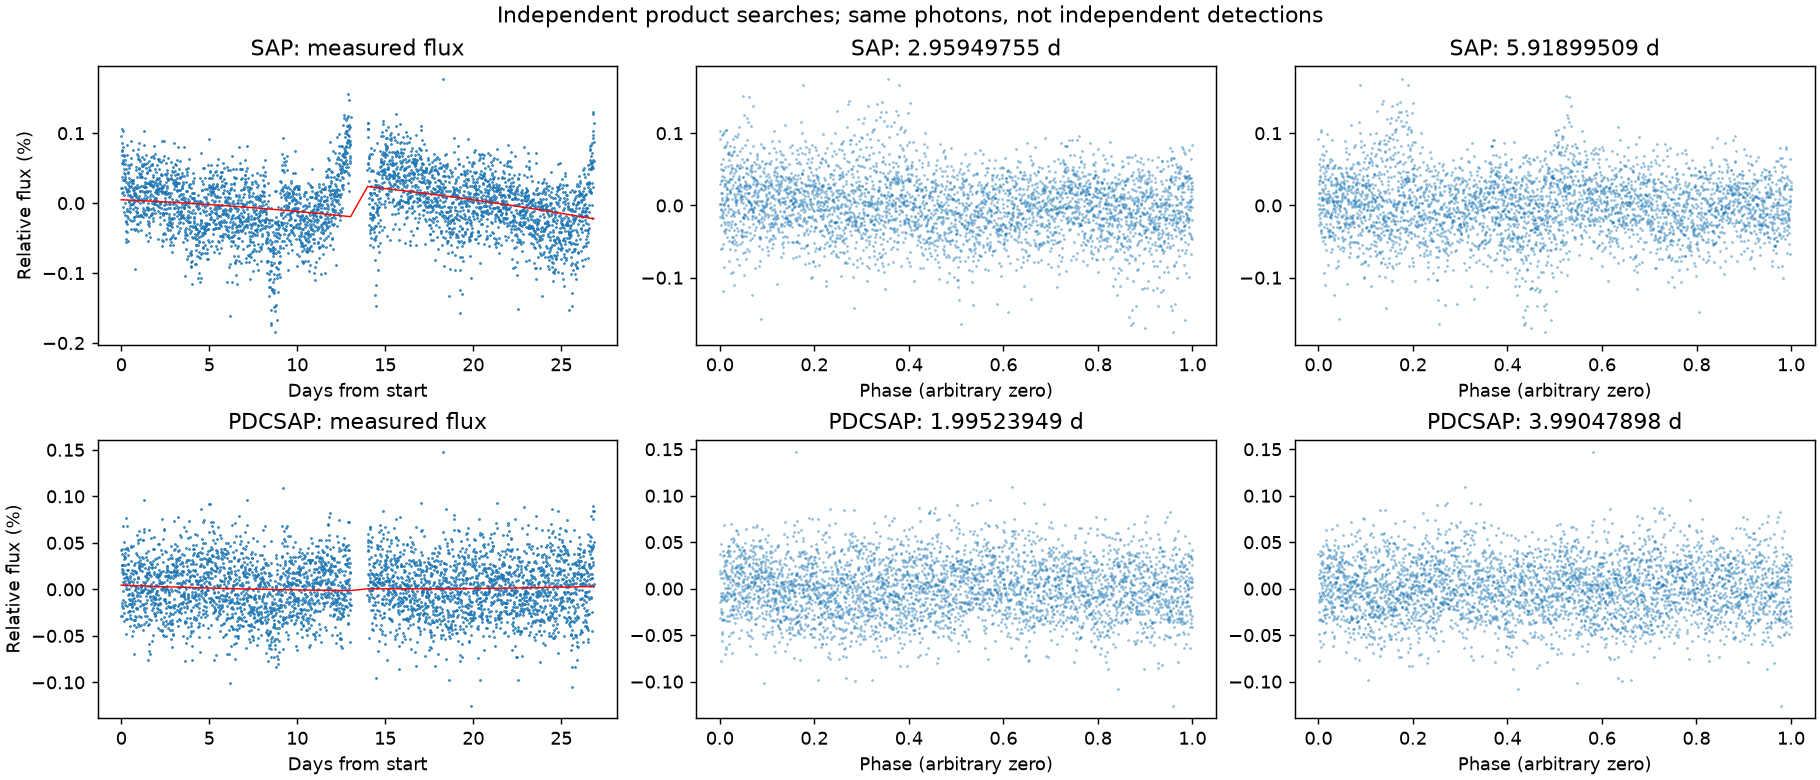 Independent product searches; same photons, not independent detections
SAP: measured flux
SAP: 2.95949755 d
SAP: 5.91899509 d
Relative flux (%)
0.1
0.0
−0.1
−0.2
0.1
0.0
−0.1
0.1
0.0
−0.1
0 5 10 15 20 25
0.0 0.2 0.4 0.6 0.8 1.0
0.0 0.2 0.4 0.6 0.8 1.0
Days from start
Phase (arbitrary zero)
Phase (arbitrary zero)
PDCSAP: measured flux
PDCSAP: 1.99523949 d
PDCSAP: 3.99047898 d
Relative flux (%)
0.15
0.10
0.05
0.00
−0.05
−0.10
0.15
0.10
0.05
0.00
−0.05
−0.10
0.15
0.10
0.05
0.00
−0.05
−0.10
0 5 10 15 20 25
0.0 0.2 0.4 0.6 0.8 1.0
0.0 0.2 0.4 0.6 0.8 1.0
Days from start
Phase (arbitrary zero)
Phase (arbitrary zero)